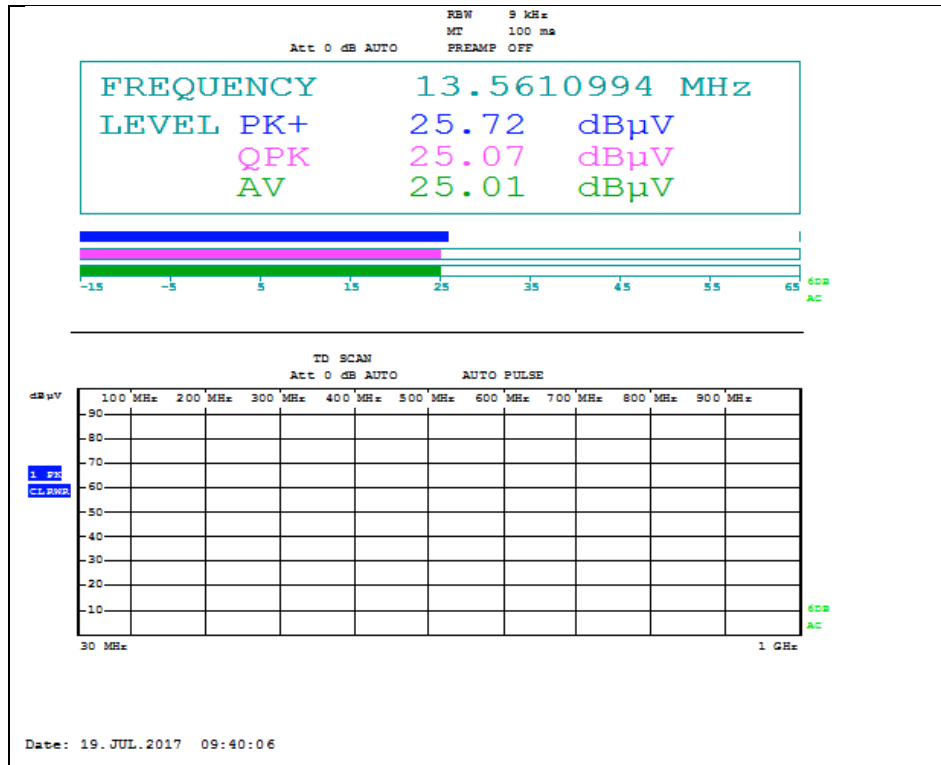 RBW 9 kHz
MT 100 ms
Att 0 dB AUTO PREAMP OFF
FREQUENCY 13.5610994 MHz
LEVEL PK+ 25.72 dBµV
QPK 25.07 dBµV
AV 25.01 dBµV
-15 -5 5 15 25 35 45 55 65
6DB
AC
TD SCAN
Att 0 dB AUTO AUTO PULSE
dBµV
100 MHz 200 MHz 300 MHz 400 MHz 500 MHz 600 MHz 700 MHz 800 MHz 900 MHz
90
80
70
1 PK
CLRWR
60
50
40
30
20
10
6DB
AC
30 MHz 1 GHz
Date: 19.JUL.2017 09:40:06